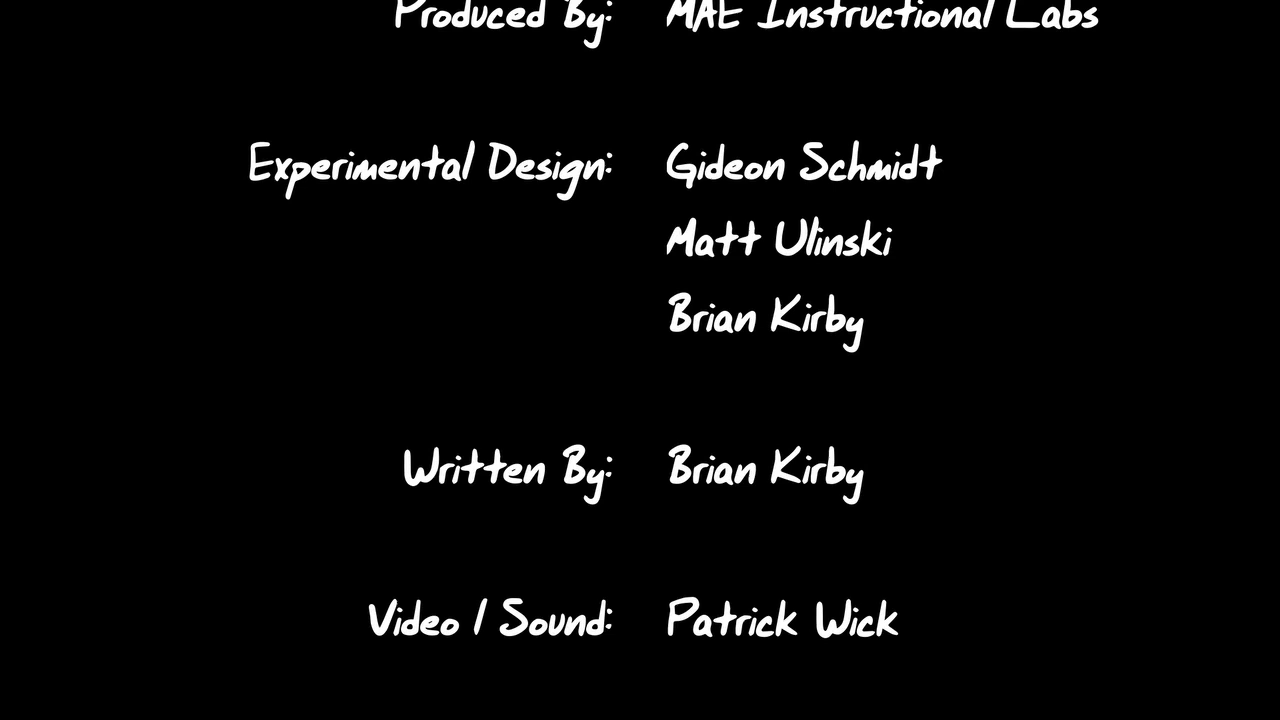 Produced By: MAE Instructional Labs
Experimental Design: Gideon Schmidt
Matt Ulinski
Brian Kirby
Written By: Brian Kirby
Video / Sound: Patrick Wick